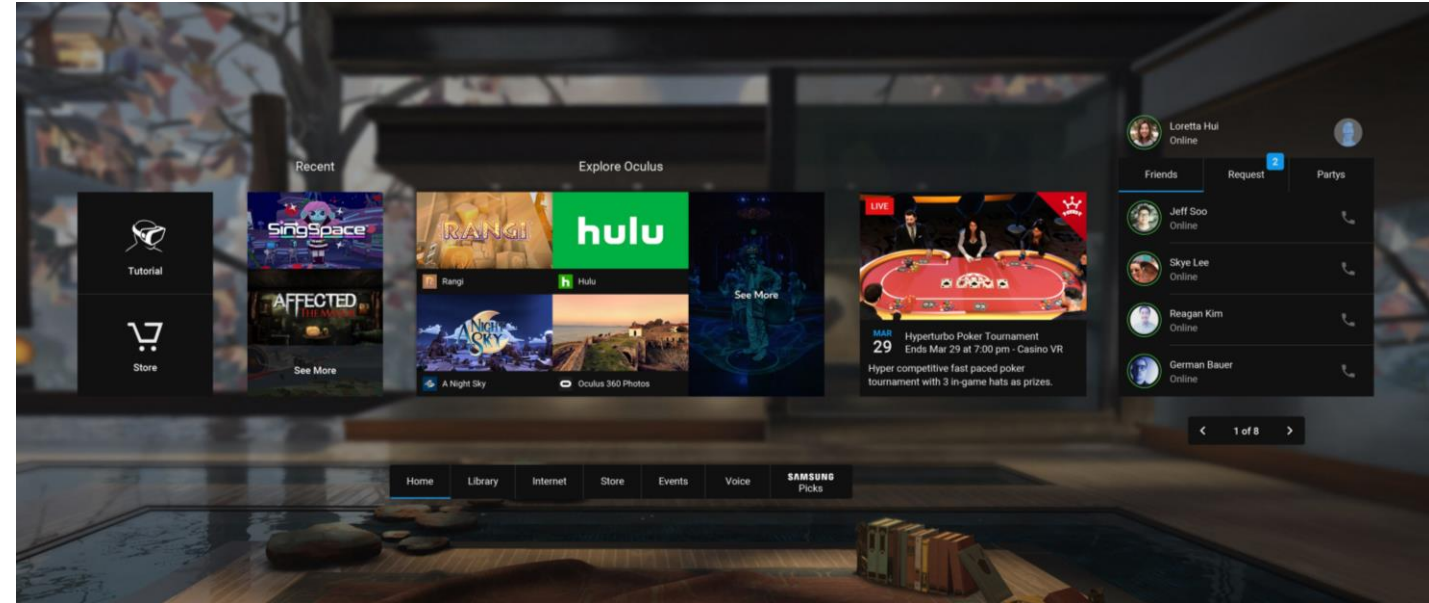 Recent
Explore Oculus
Tutorial
Store
SingSpace
AFFECTED
THE MANOR
See More
RANGI
Rangi
hulu
Hulu
A NIGHT
SKY
A Night Sky
Oculus 360 Photos
See More
LIVE
POKER
MAR
29
Hyperturbo Poker Tournament
Ends Mar 29 at 7:00 pm - Casino VR
Hyper competitive fast paced poker
tournament with 3 in-game hats as prizes.
Loretta Hui
Online
2
Friends
Request
Partys
Jeff Soo
Online
Skye Lee
Online
Reagan Kim
Online
German Bauer
Online
1 of 8
Home
Library
Internet
Store
Events
Voice
SAMSUNG
Picks